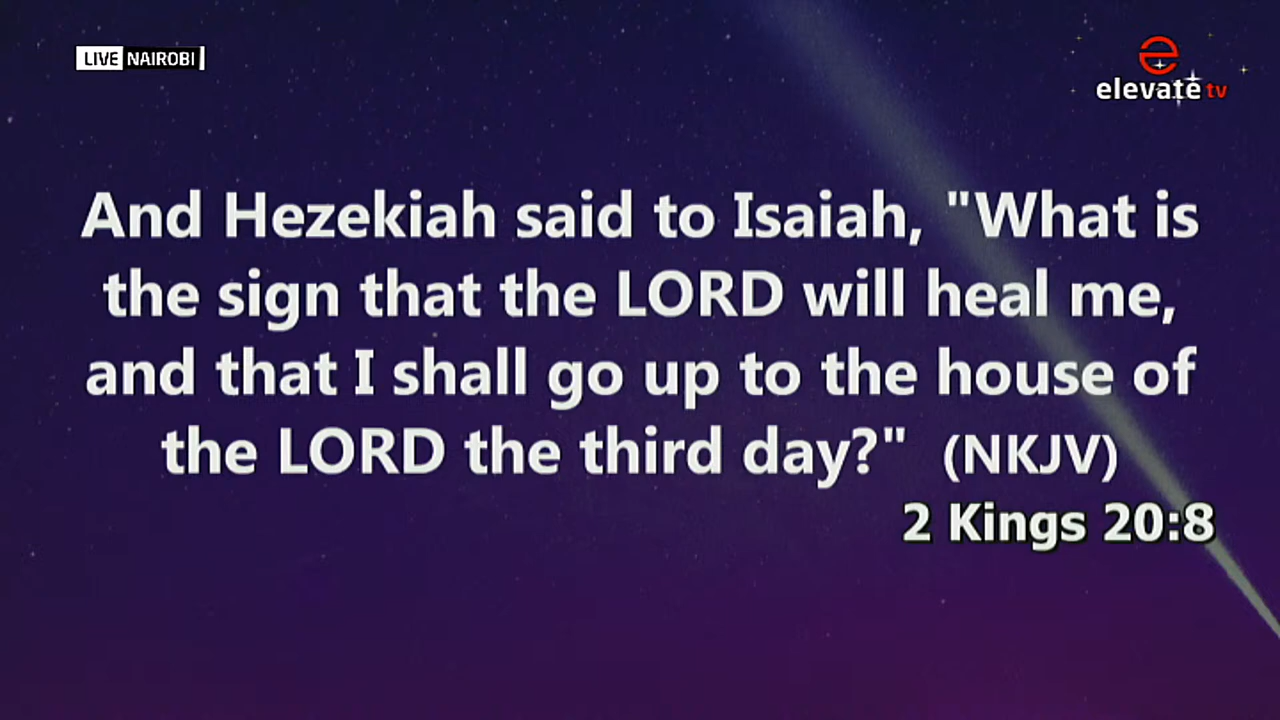 LIVE NAIROBI
elevate tv
And Hezekiah said to Isaiah, "What is
the sign that the LORD will heal me,
and that I shall go up to the house of
the LORD the third day?" (NKJV)
2 Kings 20:8